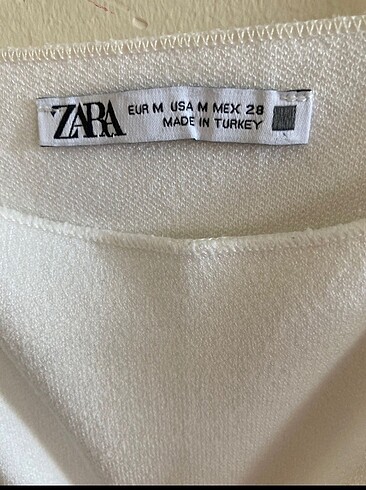 ZARA
EUR M USA M MEX 28
MADE IN TURKEY